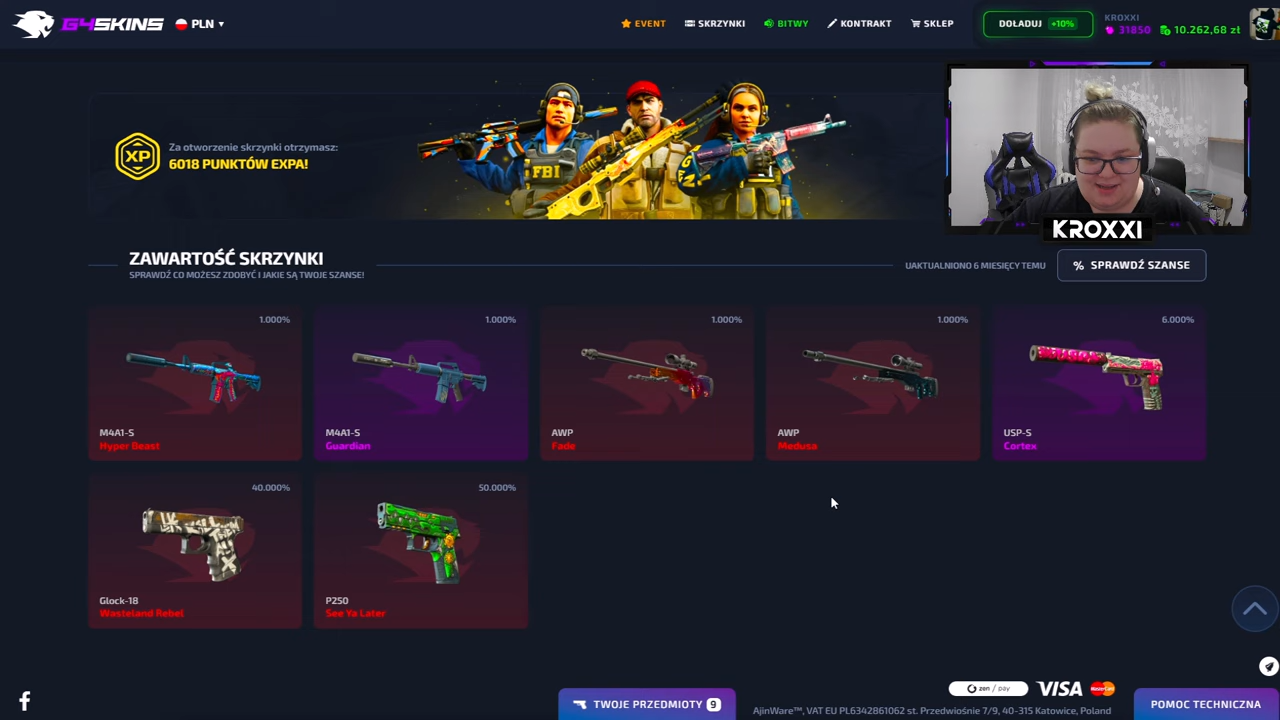 G4SKINS
PLN
EVENT
SKRZYNKI
BITWY
KONTRAKT
SKLEP
DOŁADUJ +10%
KROXXI
31850 10.262,68 zł
XP
Za otworzenie skrzynki otrzymasz:
6018 PUNKTÓW EXPA!
FBI
KROXXI
ZAWARTOŚĆ SKRZYNKI
SPRAWDŹ CO MOŻESZ ZDOBYĆ I JAKIE SĄ TWOJE SZANSE!
UAKTUALNIONO 6 MIESIĘCY TEMU
% SPRAWDŹ SZANSE
1.000%
M4A1-S
Hyper Beast
1.000%
M4A1-S
Guardian
1.000%
AWP
Fade
1.000%
AWP
Medusa
6.000%
USP-S
Cortex
40.000%
Glock-18
Wasteland Rebel
50.000%
P250
See Ya Later
TWOJE PRZEDMIOTY 9
zen / pay VISA MasterCard
AjinWare™, VAT EU PL6342861062 st. Przedwiośnie 7/9, 40-315 Katowice, Poland
POMOC TECHNICZNA